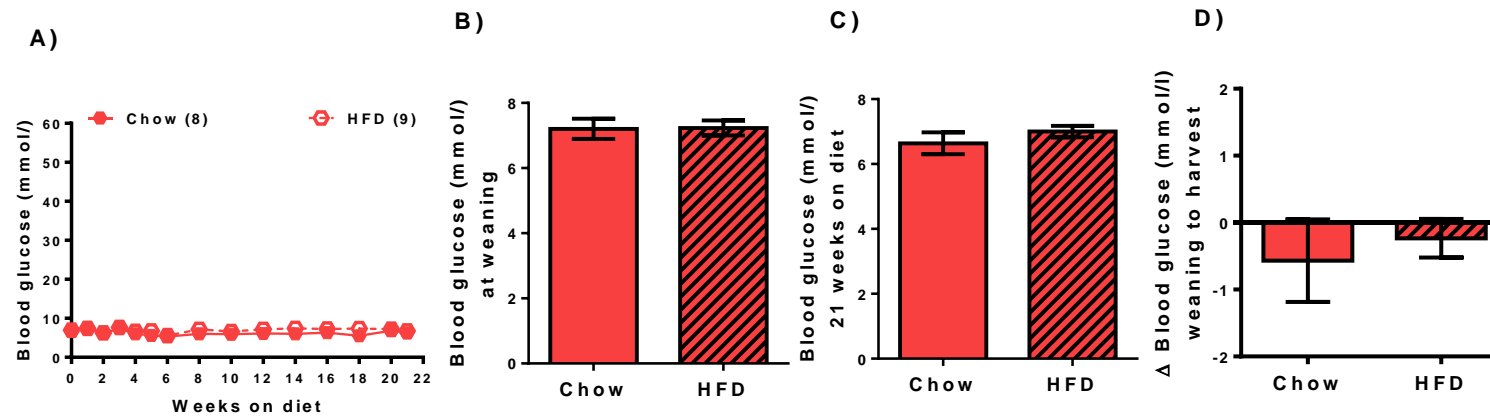 A)
Chow (8)
HFD (9)
Blood glucose (mmol/)
60
50
40
30
20
10
0
0 2 4 6 8 10 12 14 16 18 20 22
Weeks on diet
B)
Blood glucose (mmol/)
at weaning
8
6
4
2
0
Chow HFD
C)
Blood glucose (mmol/)
21 weeks on diet
8
6
4
2
0
Chow HFD
D)
Δ Blood glucose (mmol/l)
weaning to harvest
2
1
0
-1
-2
Chow HFD